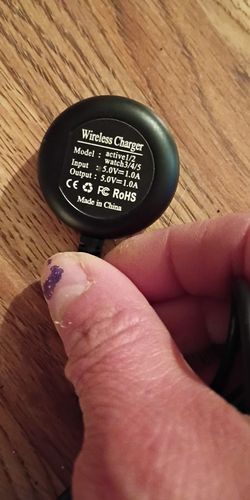 Wireless Charger
Model : active1/2
watch3/4/5
Input : 5.0V=1.0A
Output : 5.0V=1.0A
CE FC RoHS
Made in China